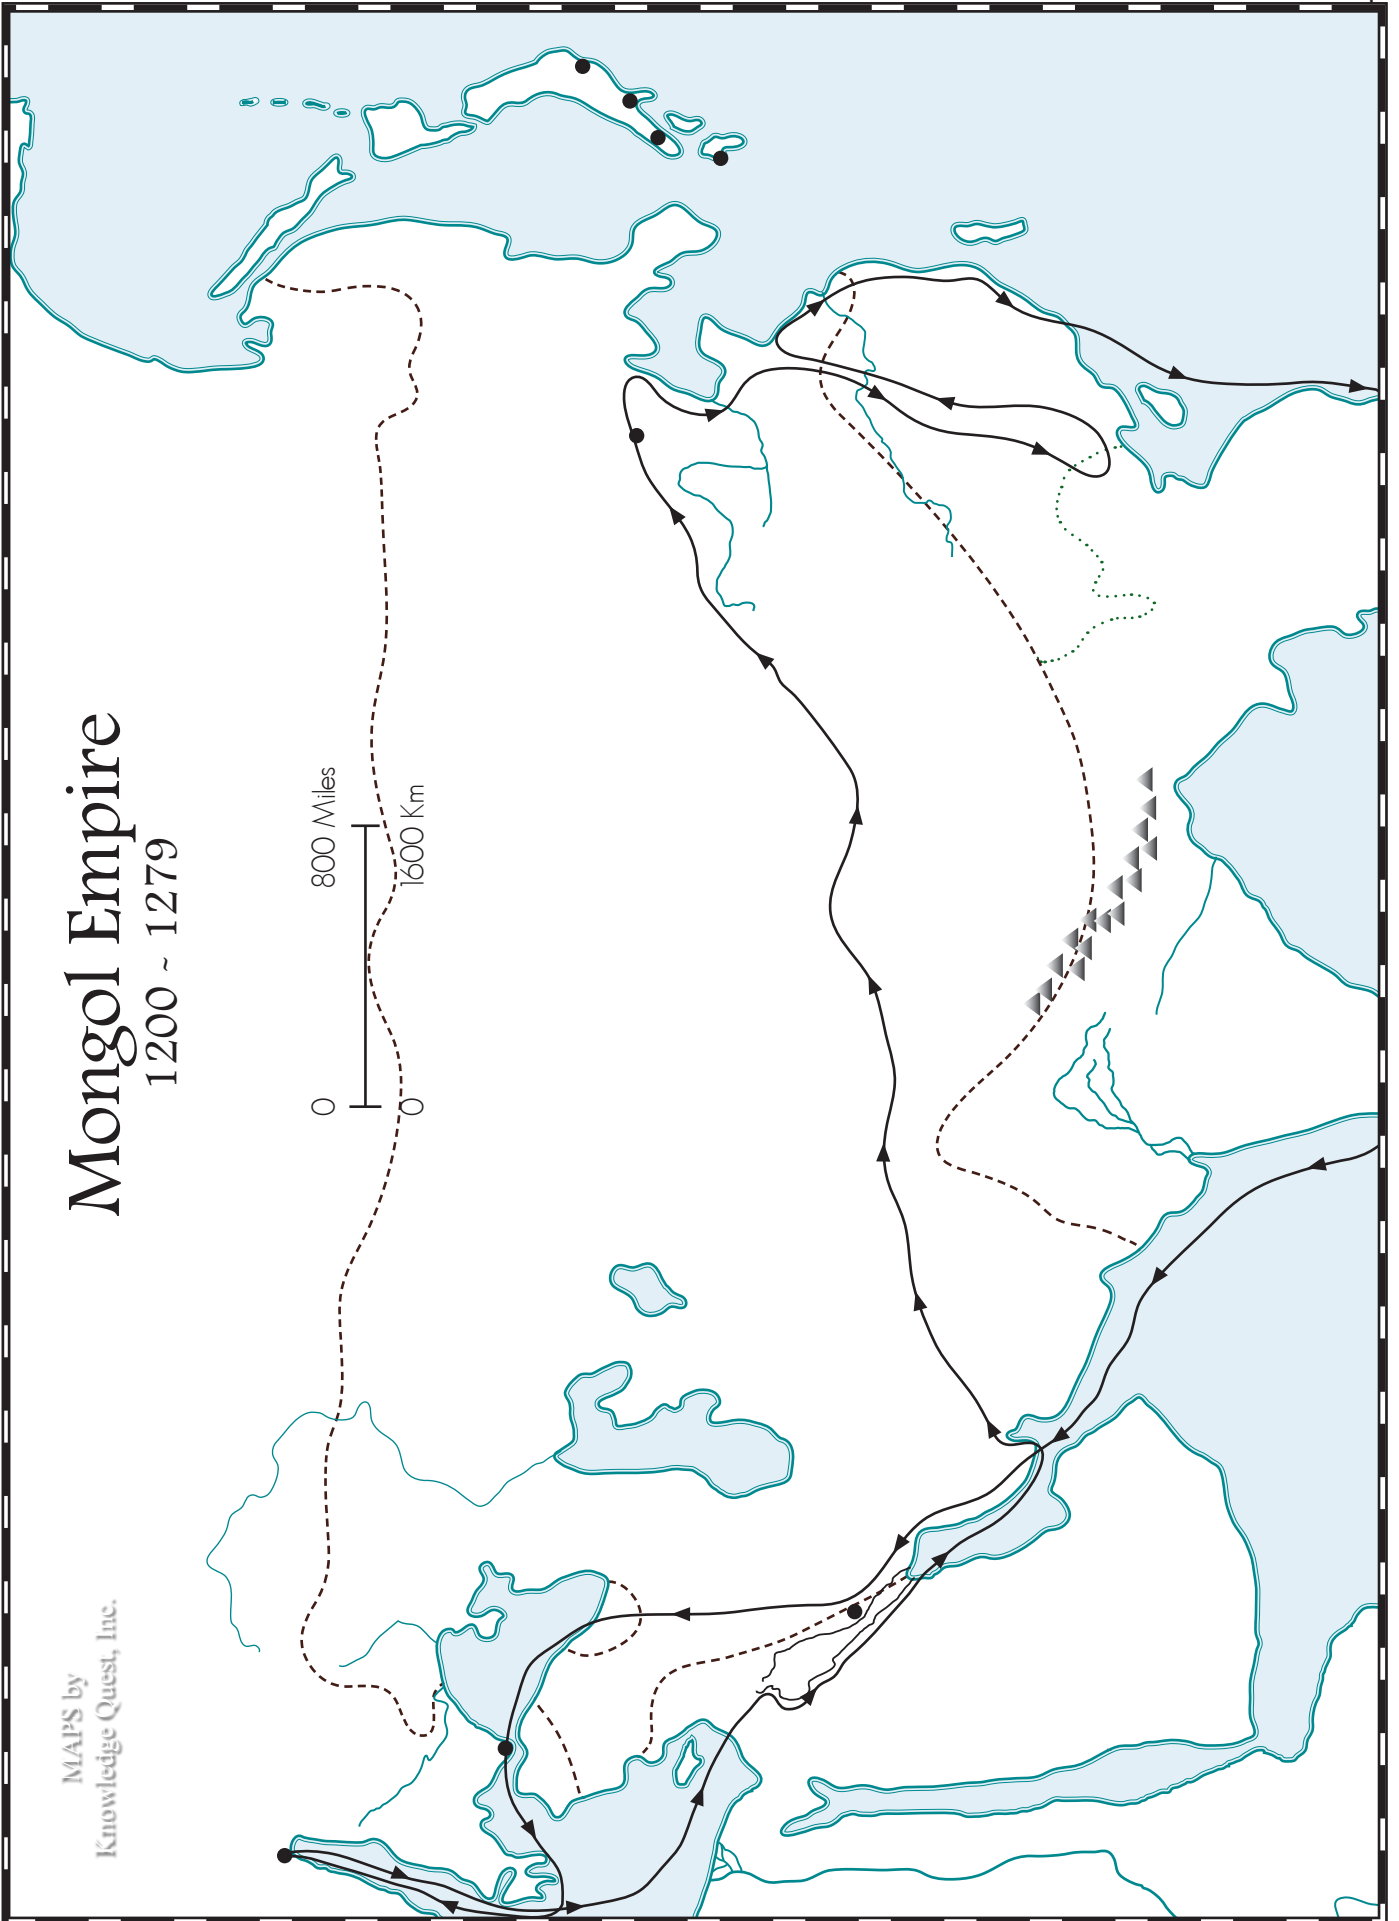 Mongol Empire
1200 ~ 1279
0 800 Miles
0 1600 Km
MAPS by
Knowledge Quest, Inc.